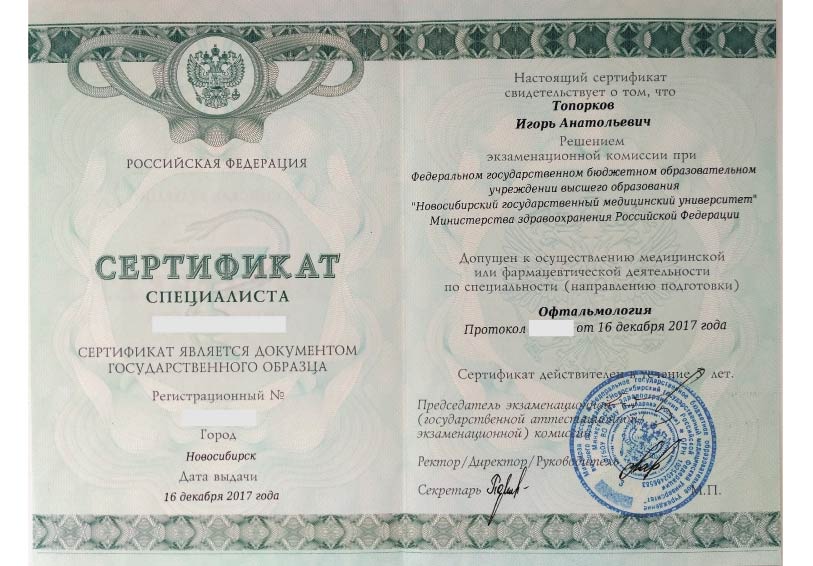 РОССИЙСКАЯ ФЕДЕРАЦИЯ
СЕРТИФИКАТ
СПЕЦИАЛИСТА
СЕРТИФИКАТ ЯВЛЯЕТСЯ ДОКУМЕНТОМ
ГОСУДАРСТВЕННОГО ОБРАЗЦА
Регистрационный №
Город
Новосибирск
Дата выдачи
16 декабря 2017 года
Настоящий сертификат
свидетельствует о том, что
Топорков
Игорь Анатольевич
Решением
экзаменационной комиссии при
Федеральном государственном бюджетном образовательном
учреждении высшего образования
"Новосибирский государственный медицинский университет"
Министерства здравоохранения Российской Федерации
Допущен к осуществлению медицинской
или фармацевтической деятельности
по специальности (направлению подготовки)
Офтальмология
Протокол от 16 декабря 2017 года
Сертификат действителен в течение 5 лет.
Председатель экзаменационной
(государственной аттестационной
экзаменационной) комиссии
Ректор/Директор/Руководитель
Секретарь
М.П.